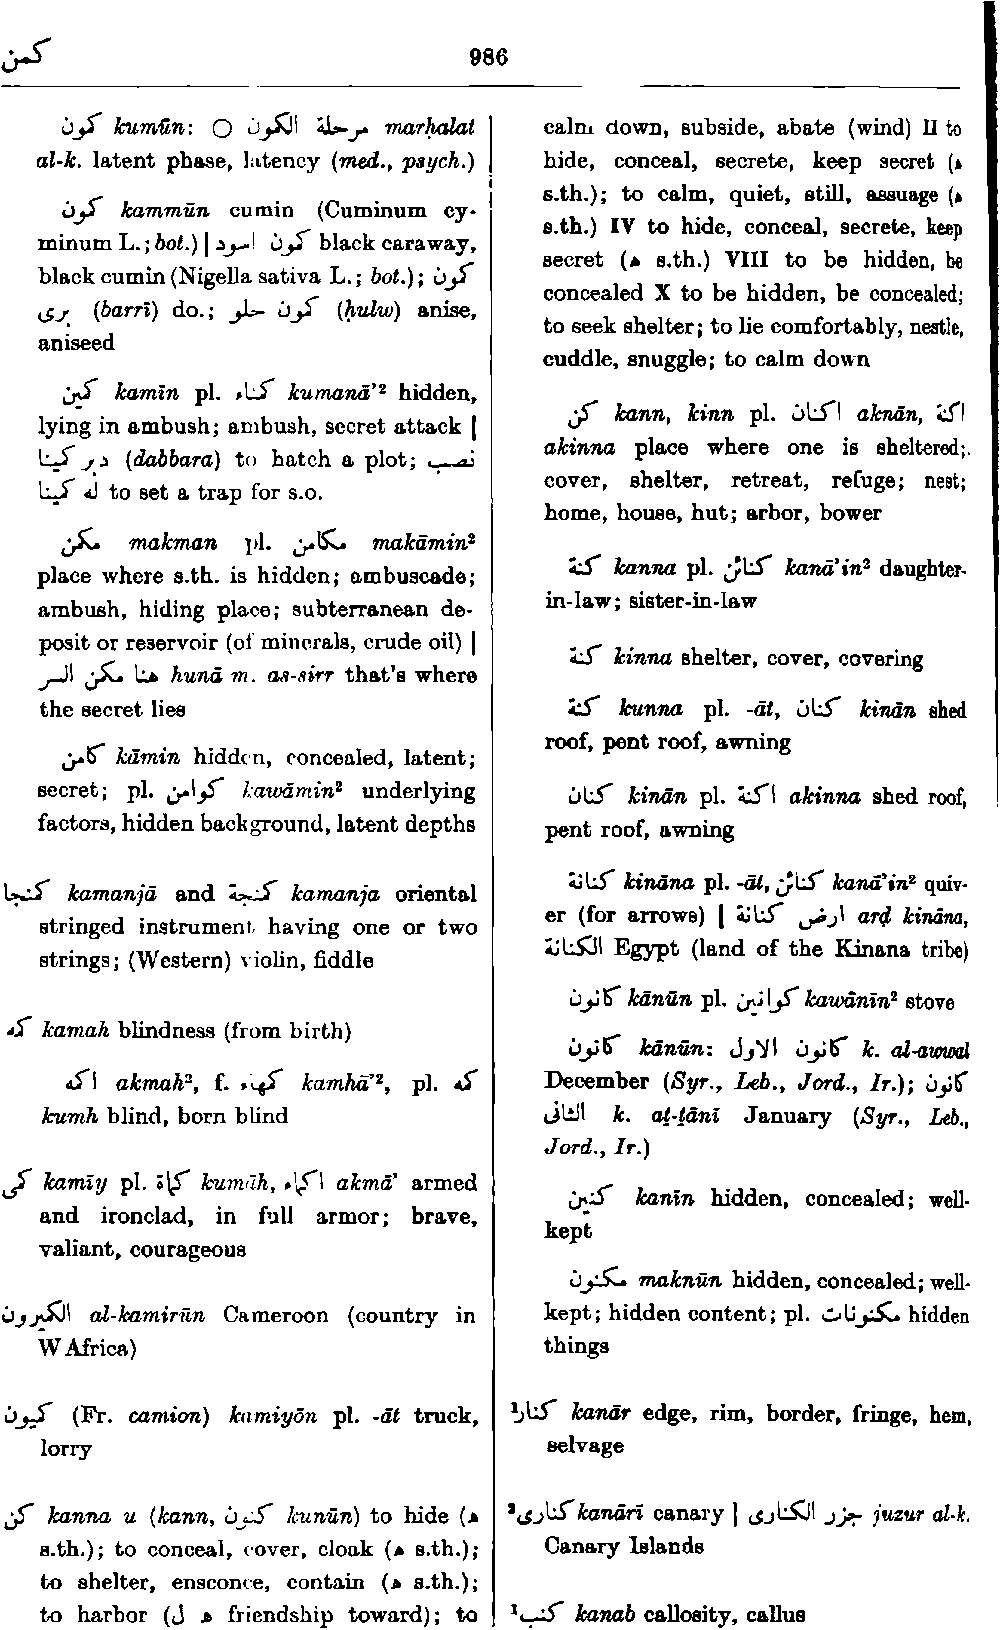 كمن
986
كمون kumūn: ○ مرحلة الكمون marḥalat
al-k. latent phase, latency (med., psych.)
كمون kammūn cumin (Cuminum cy-
minum L.; bot.) | كمون اسود black caraway,
black cumin (Nigella sativa L.; bot.); كمون
برى (barrī) do.; كمون حلو (ḥulw) anise,
aniseed
كمين kamīn pl. كمناء kumanā’² hidden,
lying in ambush; ambush, secret attack |
دبر كمينا (dabbara) to hatch a plot; نصب
له كمينا to set a trap for s.o.
مكمن makman pl. مكامن makāmin²
place where s.th. is hidden; ambuscade;
ambush, hiding place; subterranean de-
posit or reservoir (of minerals, crude oil) |
هنا مكمن السر hunā m. as-sirr that's where
the secret lies
كامن kāmin hidden, concealed, latent;
secret; pl. كوامن kawāmin² underlying
factors, hidden background, latent depths
كمنجا kamanjā and كمنجة kamanja oriental
stringed instrument having one or two
strings; (Western) violin, fiddle
كمه kamah blindness (from birth)
اكمه akmah², f. كمهاء kamhā’², pl. كمه
kumh blind, born blind
كمى kamīy pl. كماة kumāh, اكماء akmā’ armed
and ironclad, in full armor; brave,
valiant, courageous
الكميرون al-kamirūn Cameroon (country in
W Africa)
كميون (Fr. camion) kamiyōn pl. -āt truck,
lorry
كن kanna u (kann, كنون kunūn) to hide (ه
s.th.); to conceal, cover, cloak (ه s.th.);
to shelter, ensconce, contain (ه s.th.);
to harbor (ل ه friendship toward); to
calm down, subside, abate (wind) II to
hide, conceal, secrete, keep secret (ه
s.th.); to calm, quiet, still, assuage (ه
s.th.) IV to hide, conceal, secrete, keep
secret (ه s.th.) VIII to be hidden, be
concealed X to be hidden, be concealed;
to seek shelter; to lie comfortably, nestle,
cuddle, snuggle; to calm down
كن kann, kinn pl. اكنان aknān, اكنة
akinna place where one is sheltered;.
cover, shelter, retreat, refuge; nest;
home, house, hut; arbor, bower
كنة kanna pl. كنائن kanā’in² daughter-
in-law; sister-in-law
كنة kinna shelter, cover, covering
كنة kunna pl. -āt, كنان kinān shed
roof, pent roof, awning
كنان kinān pl. اكنة akinna shed roof,
pent roof, awning
كنانة kināna pl. -āt, كنائن kanā’in² quiv-
er (for arrows) | ارض كنانة arḍ kināna,
الكنانة Egypt (land of the Kinana tribe)
كانون kānūn pl. كوانين kawānīn² stove
كانون kānūn: كانون الاول k. al-awwal
December (Syr., Leb., Jord., Ir.); كانون
الثانى k. aṯ-ṯānī January (Syr., Leb.,
Jord., Ir.)
كنين kanīn hidden, concealed; well-
kept
مكنون maknūn hidden, concealed; well-
kept; hidden content; pl. مكنونات hidden
things
¹كنار kanār edge, rim, border, fringe, hem,
selvage
²كنارى kanārī canary | جزر الكنارى juzur al-k.
Canary Islands
¹كنب kanab callosity, callus